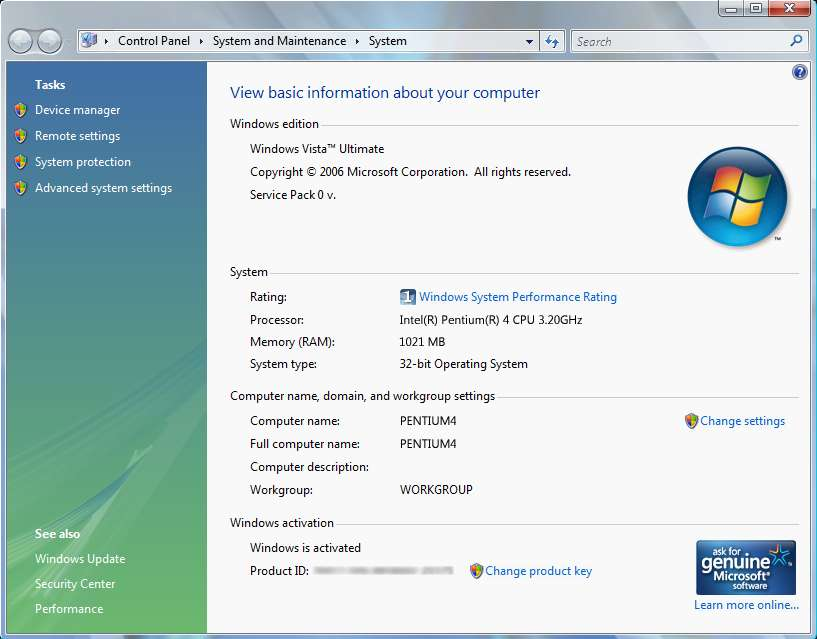 Control Panel
System and Maintenance
System
Search
Tasks
Device manager
Remote settings
System protection
Advanced system settings
See also
Windows Update
Security Center
Performance
View basic information about your computer
Windows edition
Windows Vista™ Ultimate
Copyright © 2006 Microsoft Corporation. All rights reserved.
Service Pack 0 v.
™
System
Rating: 1 Windows System Performance Rating
Processor: Intel(R) Pentium(R) 4 CPU 3.20GHz
Memory (RAM): 1021 MB
System type: 32-bit Operating System
Computer name, domain, and workgroup settings
Computer name: PENTIUM4 Change settings
Full computer name: PENTIUM4
Computer description:
Workgroup: WORKGROUP
Windows activation
Windows is activated
Product ID: Change product key
ask for
genuine
Microsoft®
software
Learn more online...